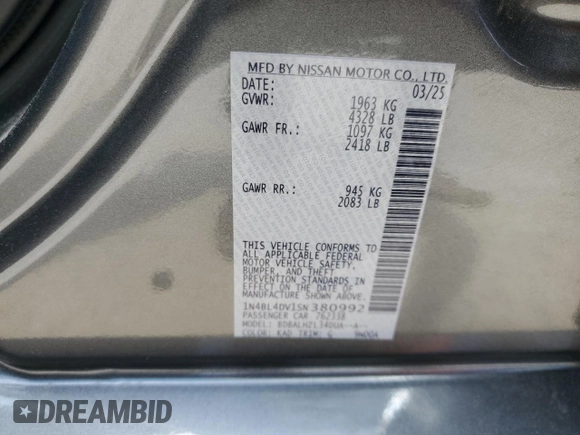 MFD BY NISSAN MOTOR CO., LTD.
DATE: 03/25
GVWR: 1963 KG
4328 LB
GAWR FR.: 1097 KG
2418 LB
GAWR RR.: 945 KG
2083 LB
THIS VEHICLE CONFORMS TO
ALL APPLICABLE FEDERAL
MOTOR VEHICLE SAFETY,
BUMPER, AND THEFT
PREVENTION STANDARDS IN
EFFECT ON THE DATE OF
MANUFACTURE SHOWN ABOVE.
1N4BL4DV1SN380992
PASSENGER CAR
MODEL:
COLOR: KAD TRIM: G
DREAMBID